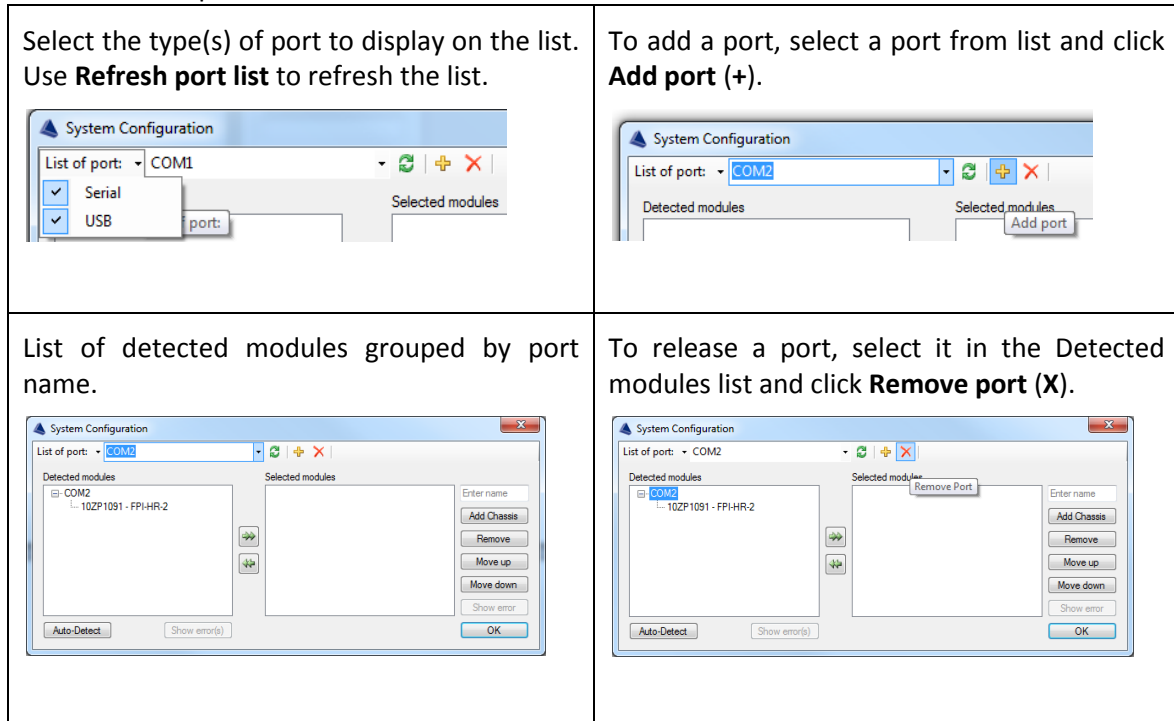 Select the type(s) of port to display on the list.
Use Refresh port list to refresh the list.
System Configuration
List of port: COM1
Serial
USB
port:
Selected modules
To add a port, select a port from list and click
Add port (+).
System Configuration
List of port: COM2
Detected modules
Selected modules
Add port
List of detected modules grouped by port
name.
System Configuration
List of port: COM2
Detected modules
Selected modules
COM2
10ZP1091 - FPI-HR-2
Enter name
Add Chassis
Remove
Move up
Move down
Show error
Auto-Detect
Show error(s)
OK
To release a port, select it in the Detected
modules list and click Remove port (X).
System Configuration
List of port: COM2
Detected modules
Selected modules
Remove Port
COM2
10ZP1091 - FPI-HR-2
Enter name
Add Chassis
Remove
Move up
Move down
Show error
Auto-Detect
Show error(s)
OK